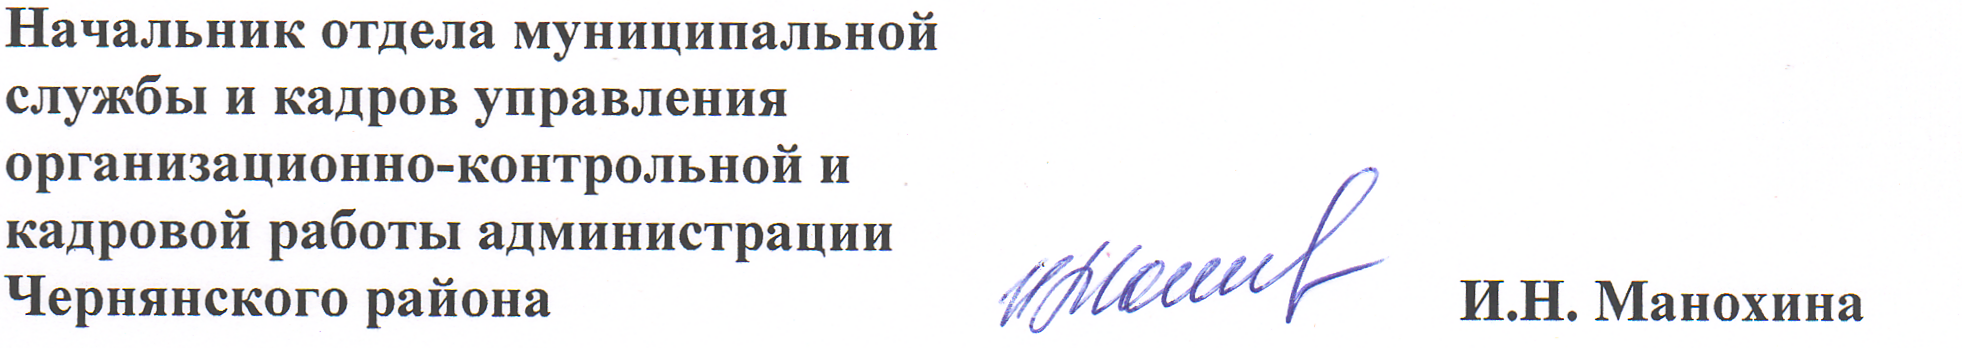 Начальник отдела муниципальной
службы и кадров управления
организационно-контрольной и
кадровой работы администрации
Чернянского района
И.Н. Манохина